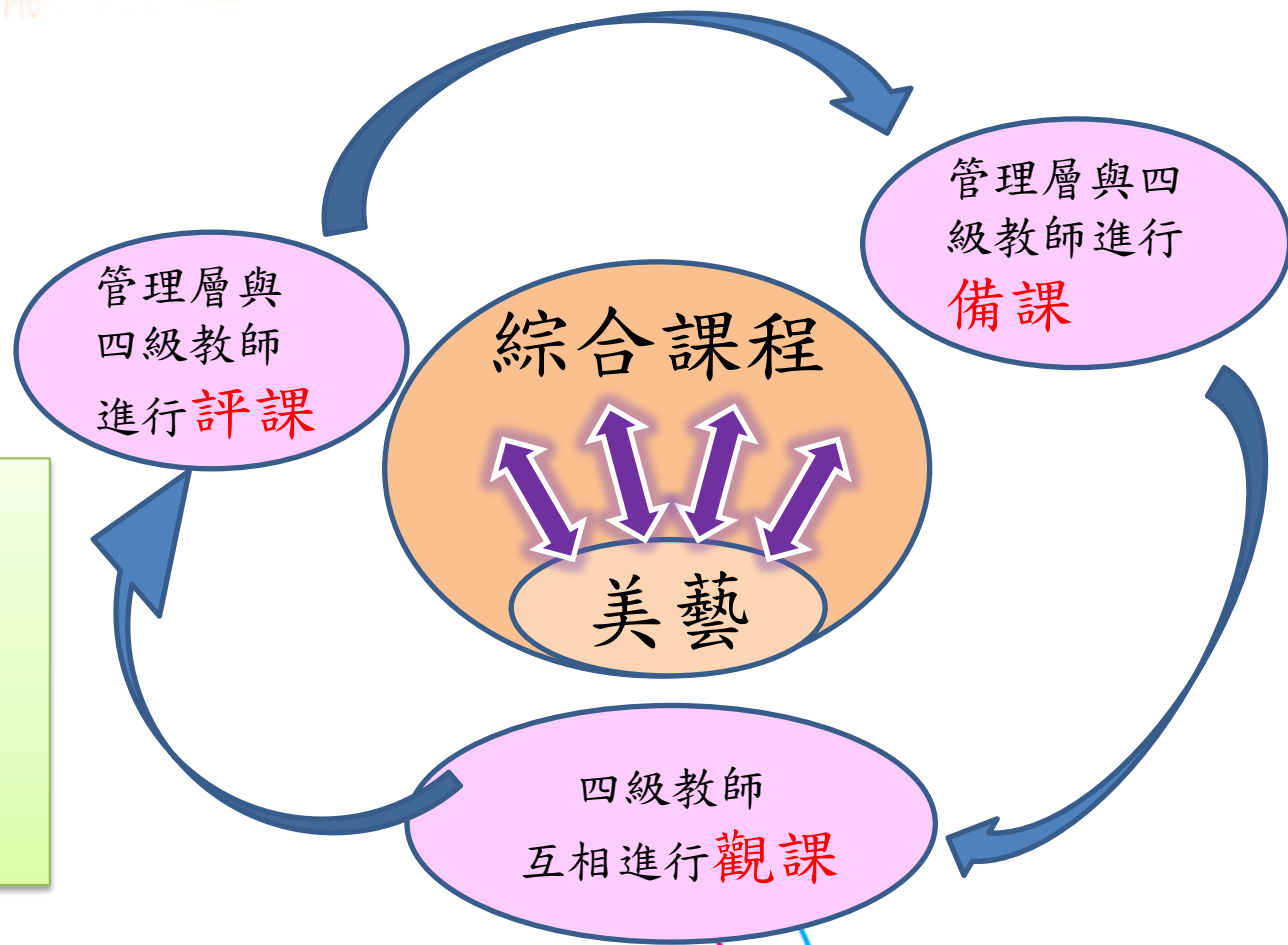 管理層與四
級教師進行
備課
管理層與
四級教師
進行評課
綜合課程
美藝
四級教師
互相進行觀課